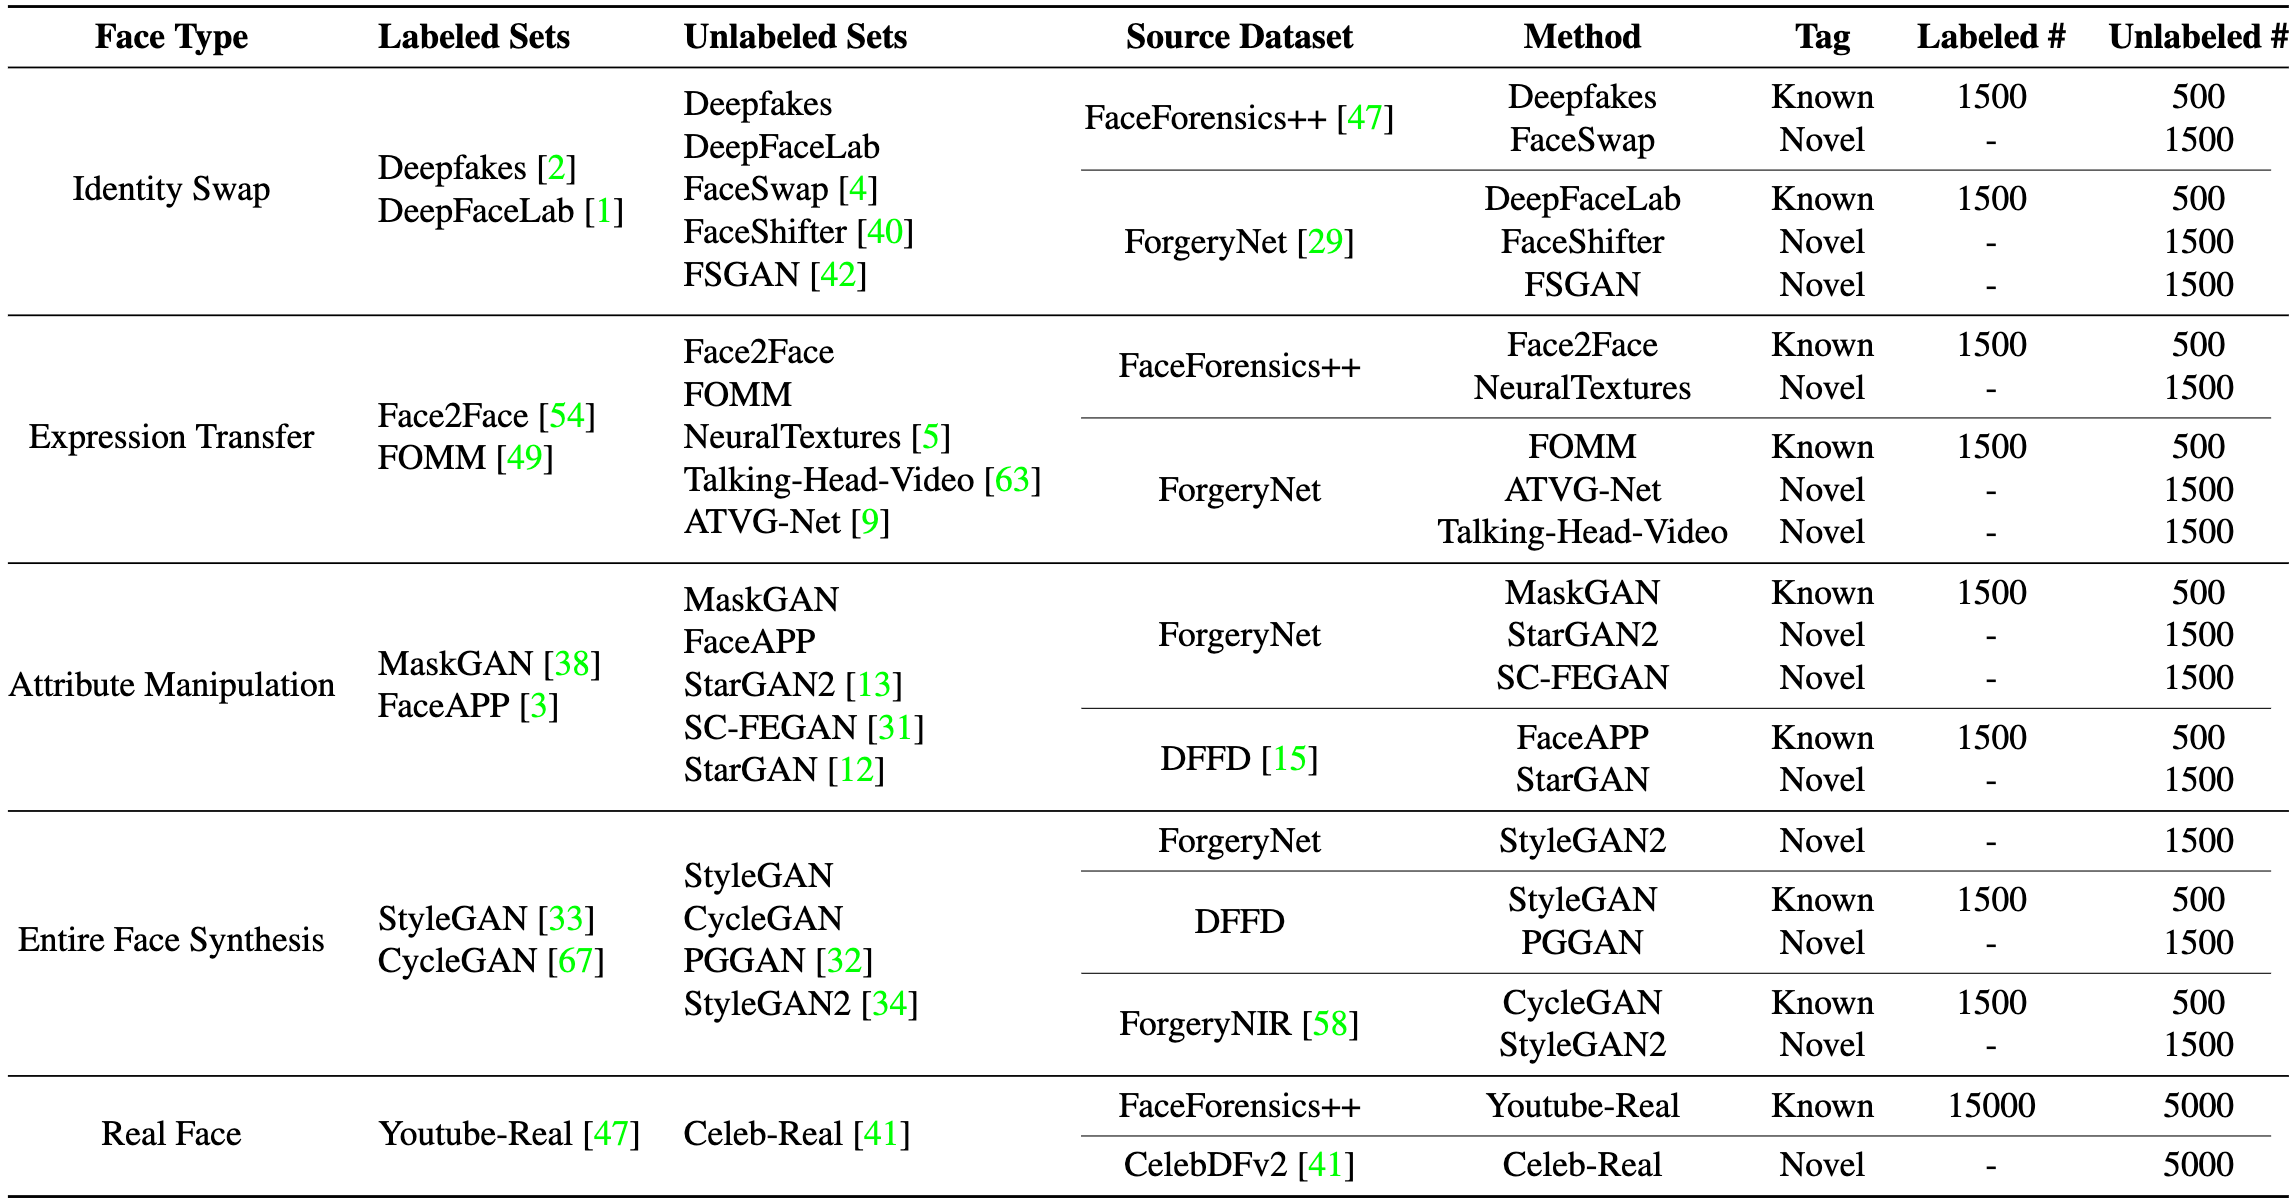 Face Type Labeled Sets Unlabeled Sets Source Dataset Method Tag Labeled # Unlabeled #
Identity Swap
Deepfakes [2]
DeepFaceLab [1]
Deepfakes
DeepFaceLab
FaceSwap [4]
FaceShifter [40]
FSGAN [42]
FaceForensics++ [47]
Deepfakes Known 1500 500
FaceSwap Novel - 1500
ForgeryNet [29]
DeepFaceLab Known 1500 500
FaceShifter Novel - 1500
FSGAN Novel - 1500
Expression Transfer
Face2Face [54]
FOMM [49]
Face2Face
FOMM
NeuralTextures [5]
Talking-Head-Video [63]
ATVG-Net [9]
FaceForensics++
Face2Face Known 1500 500
NeuralTextures Novel - 1500
ForgeryNet
FOMM Known 1500 500
ATVG-Net Novel - 1500
Talking-Head-Video Novel - 1500
Attribute Manipulation
MaskGAN [38]
FaceAPP [3]
MaskGAN
FaceAPP
StarGAN2 [13]
SC-FEGAN [31]
StarGAN [12]
ForgeryNet
MaskGAN Known 1500 500
StarGAN2 Novel - 1500
SC-FEGAN Novel - 1500
DFFD [15]
FaceAPP Known 1500 500
StarGAN Novel - 1500
Entire Face Synthesis
StyleGAN [33]
CycleGAN [67]
StyleGAN
CycleGAN
PGGAN [32]
StyleGAN2 [34]
ForgeryNet
StyleGAN2 Novel - 1500
DFFD
StyleGAN Known 1500 500
PGGAN Novel - 1500
ForgeryNIR [58]
CycleGAN Known 1500 500
StyleGAN2 Novel - 1500
Real Face
Youtube-Real [47]
Celeb-Real [41]
FaceForensics++ Youtube-Real Known 15000 5000
CelebDFv2 [41] Celeb-Real Novel - 5000